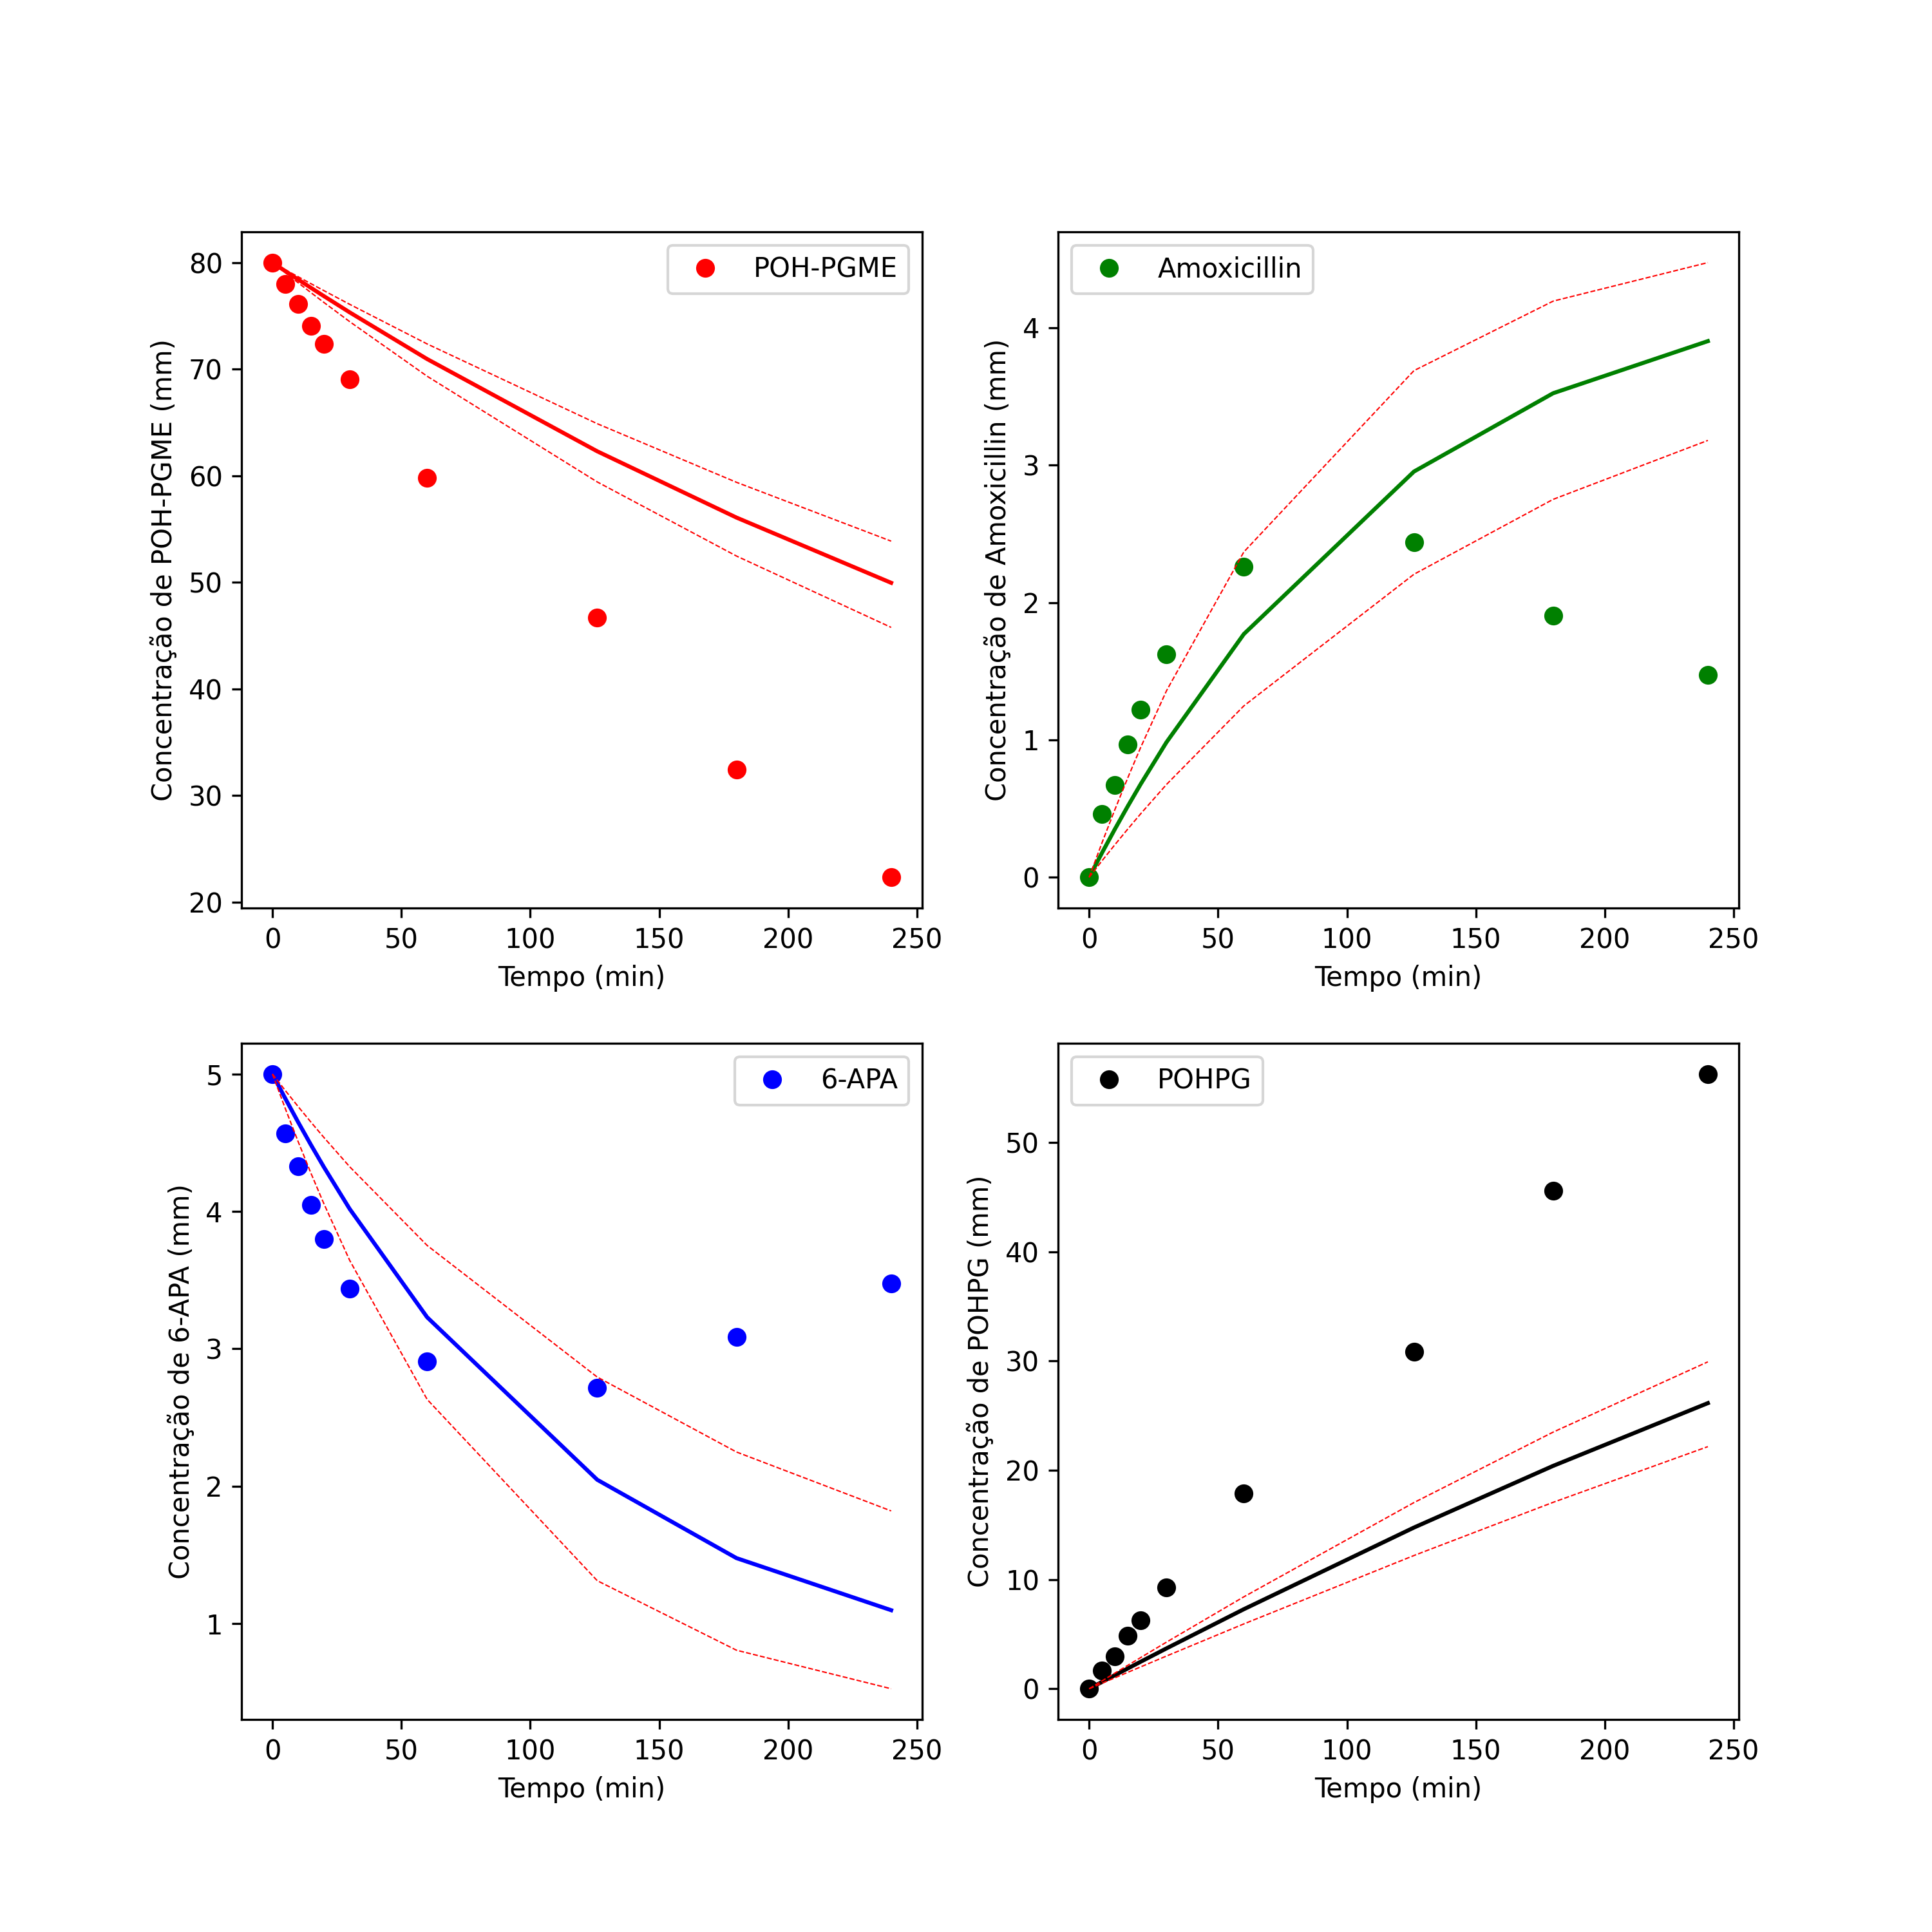 POH-PGME
Concentração de POH-PGME (mm)
80
70
60
50
40
30
20
0 50 100 150 200 250
Tempo (min)
Amoxicillin
Concentração de Amoxicillin (mm)
4
3
2
1
0
0 50 100 150 200 250
Tempo (min)
6-APA
Concentração de 6-APA (mm)
5
4
3
2
1
0 50 100 150 200 250
Tempo (min)
POHPG
Concentração de POHPG (mm)
50
40
30
20
10
0
0 50 100 150 200 250
Tempo (min)